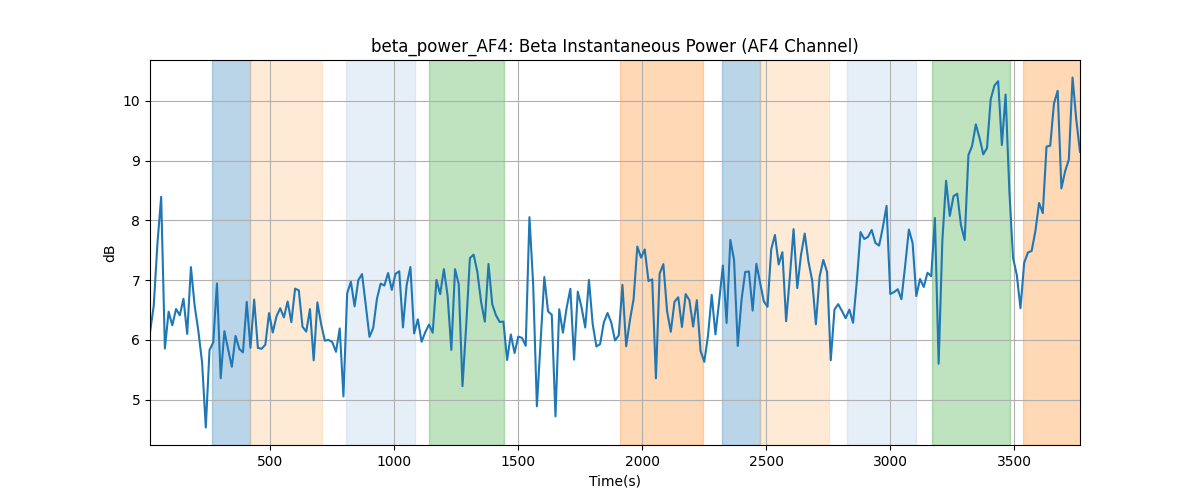 beta_power_AF4: Beta Instantaneous Power (AF4 Channel)
10
9
8
7
6
5
dB
500 1000 1500 2000 2500 3000 3500
Time(s)